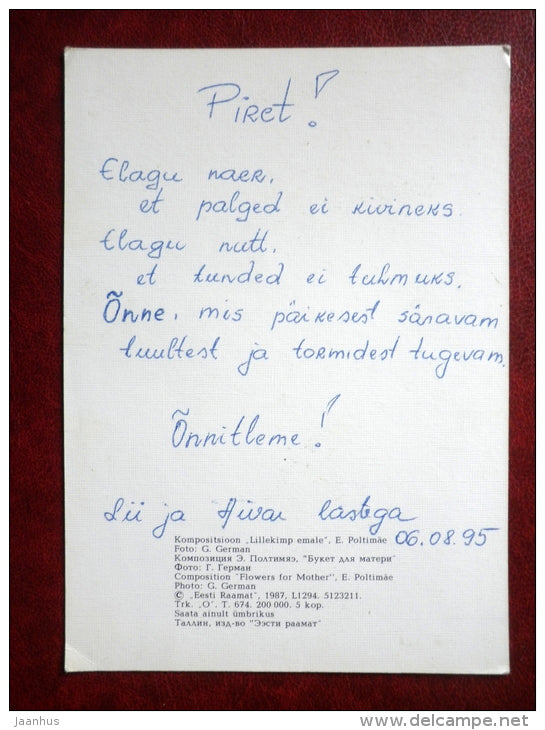 Piret!
Elagu naer,
et palged ei kivineks.
Elagu nutt,
et tunded ei tuhmuks.
Õnne, mis päikesest säravam
tuultest ja tormidest tugevam.
Õnnitleme!
Lii ja Aivar lastega
06.08.95
Kompositsioon „Lillekimp emale", E. Poltimäe
Foto: G. German
Композиция Э. Полтимяэ, "Букет для матери"
Фото: Г. Герман
Composition "Flowers for Mother", E. Poltimäe
Photo: G. German
© „Eesti Raamat", 1987. L1294. 5123211.
Trk. „O". T. 674. 200 000. 5 kop.
Saata ainult ümbrikus
Таллин, изд-во "Ээсти раамат"
jaanhus
www.delcampe.net